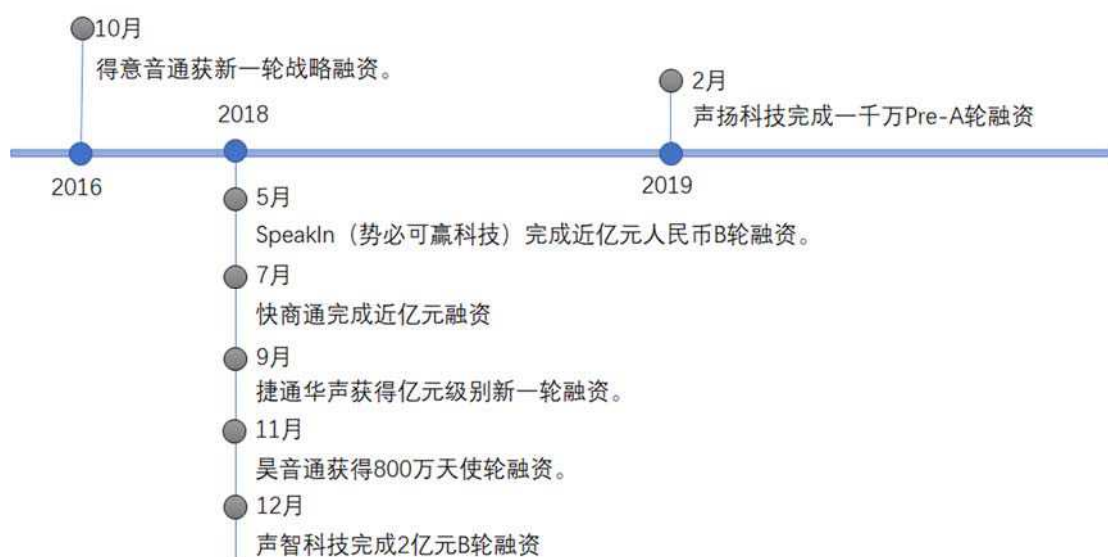 10月
得意音通获新一轮战略融资。
2018
2月
声扬科技完成一千万Pre-A轮融资
2016
2019
5月
SpeakIn（势必可赢科技）完成近亿元人民币B轮融资。
7月
快商通完成近亿元融资
9月
捷通华声获得亿元级别新一轮融资。
11月
昊音通获得800万天使轮融资。
12月
声智科技完成2亿元B轮融资